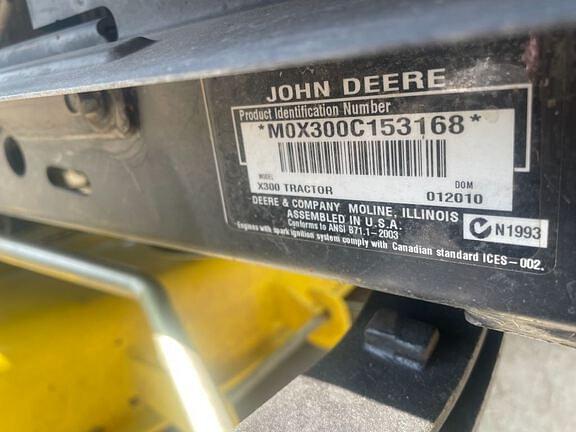 JOHN DEERE
Product Identification Number
*M0X300C153168*
MODEL DOM
X300 TRACTOR 012010
DEERE & COMPANY MOLINE, ILLINOIS
ASSEMBLED IN U.S.A.
Conforms to ANSI B71.1-2003
N1993
Engines with spark ignition system comply with Canadian standard ICES-002.